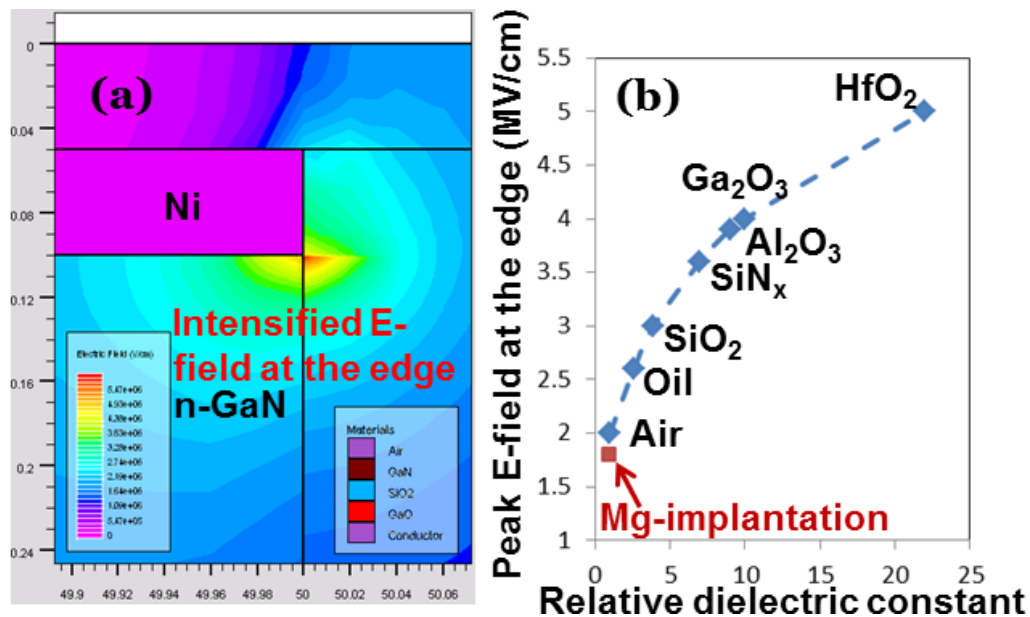 (a)
0
0.04
0.08
0.12
0.16
0.2
0.24
Ni
Intensified E-
field at the edge
n-GaN
Electric Field (V/cm)
0
Materials
Air
GaN
SiO2
GaO
Conductor
49.9 49.92 49.94 49.96 49.98 50 50.02 50.04 50.06
(b)
Peak E-field at the edge (MV/cm)
5.5
5
4.5
4
3.5
3
2.5
2
1.5
1
HfO2
Ga2O3
Al2O3
SiNx
SiO2
Oil
Air
Mg-implantation
0 5 10 15 20 25
Relative dielectric constant